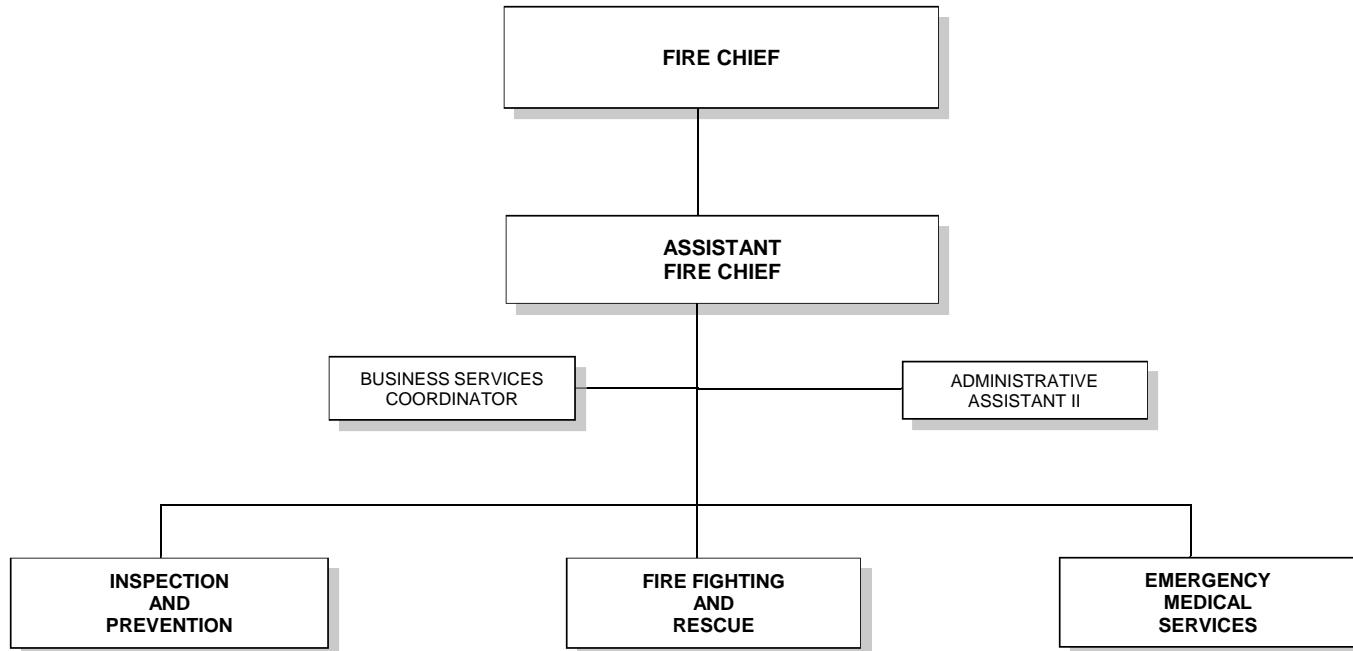 FIRE CHIEF
ASSISTANT
FIRE CHIEF
BUSINESS SERVICES
COORDINATOR
ADMINISTRATIVE
ASSISTANT II
INSPECTION
AND
PREVENTION
FIRE FIGHTING
AND
RESCUE
EMERGENCY
MEDICAL
SERVICES